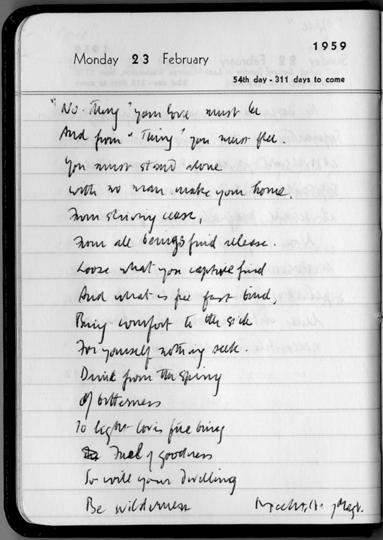 1959
Monday 23 February
54th day - 311 days to come
"No-Thing" your love must be
And from "Thing" you must flee.
You must stand alone
With no man make your home.
From striving cease,
From all beings find release.
Loose what you captive find
And what is free fast bind,
Bring comfort to the sick
For yourself nothing seek.
Drink from the spring
Of bitterness
To light love's fire bring
Fuel of goodness
So will your dwelling
Be wilderness